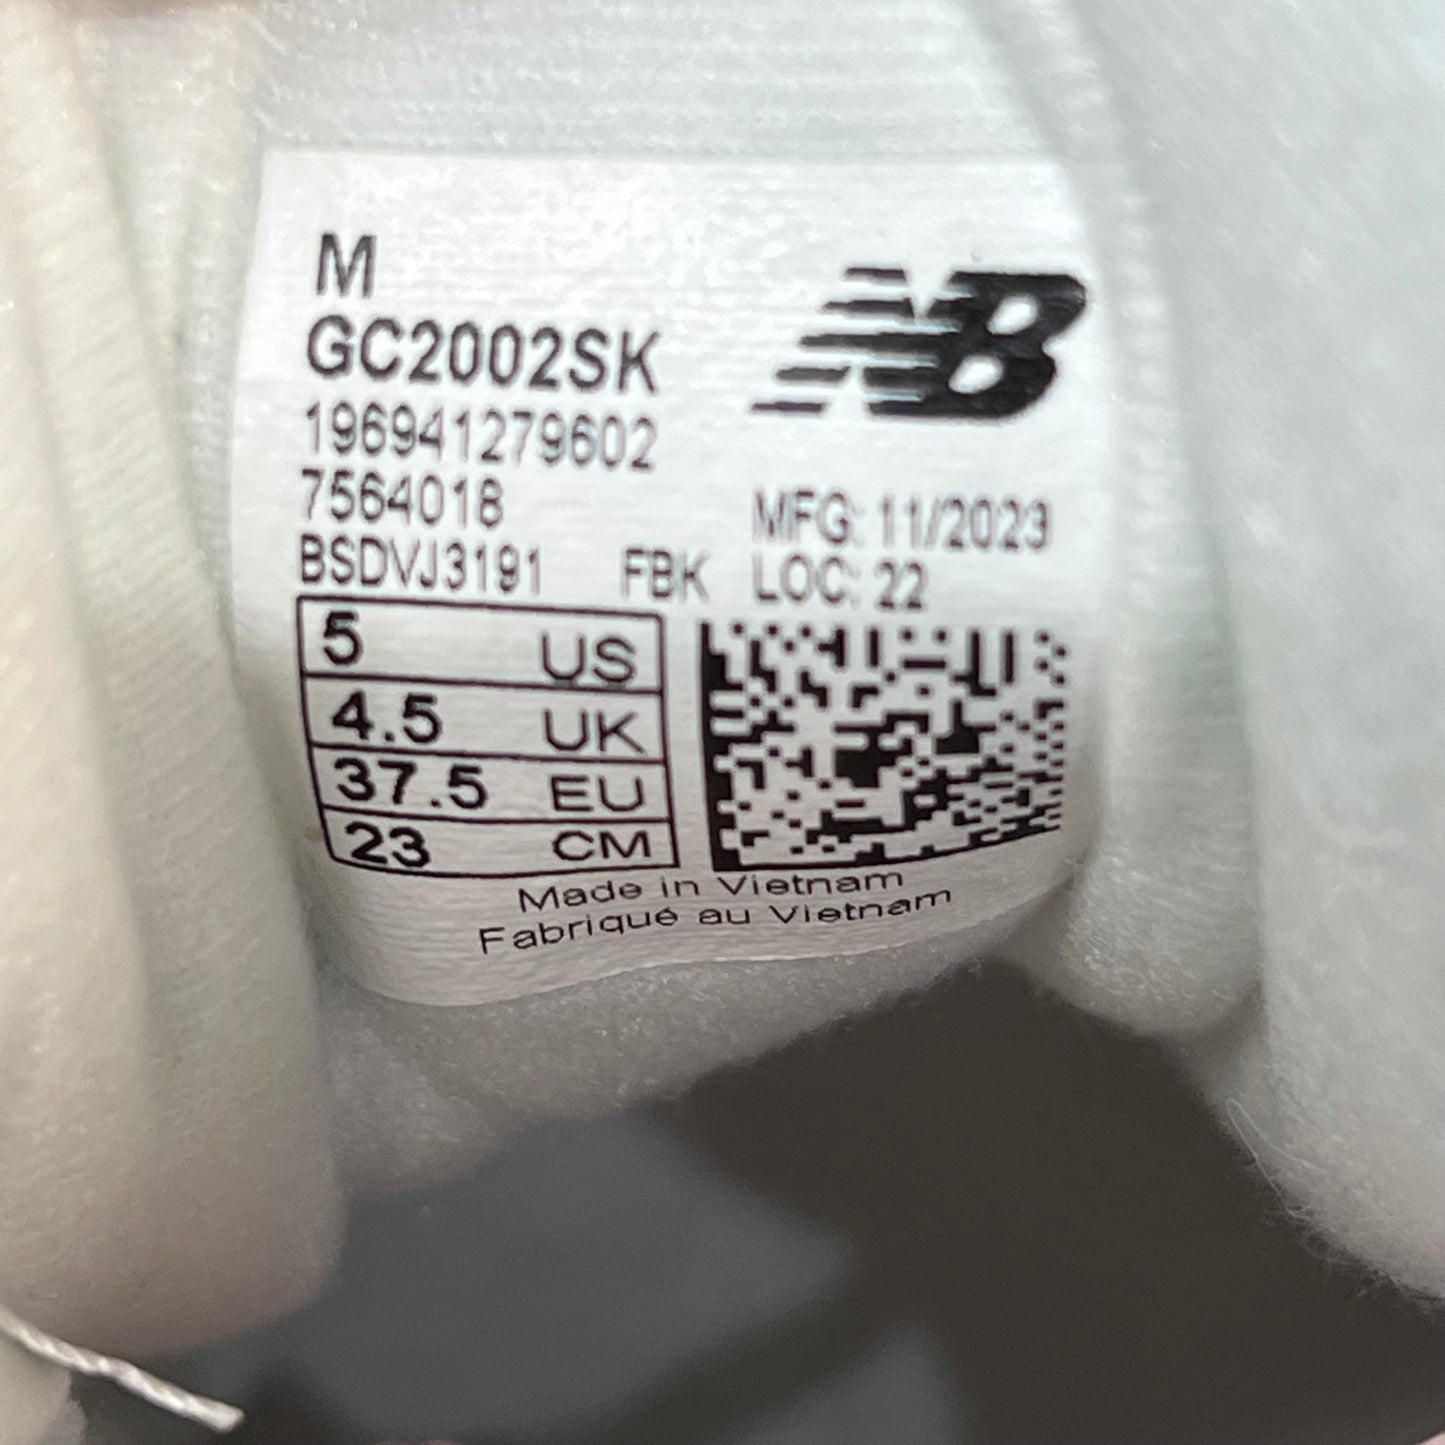 M
GC2002SK
196941279602
7564018
BSDVJ3191 FBK
NB
MFG: 11/2023
LOC: 22
5 US
4.5 UK
37.5 EU
23 CM
Made in Vietnam
Fabriqué au Vietnam